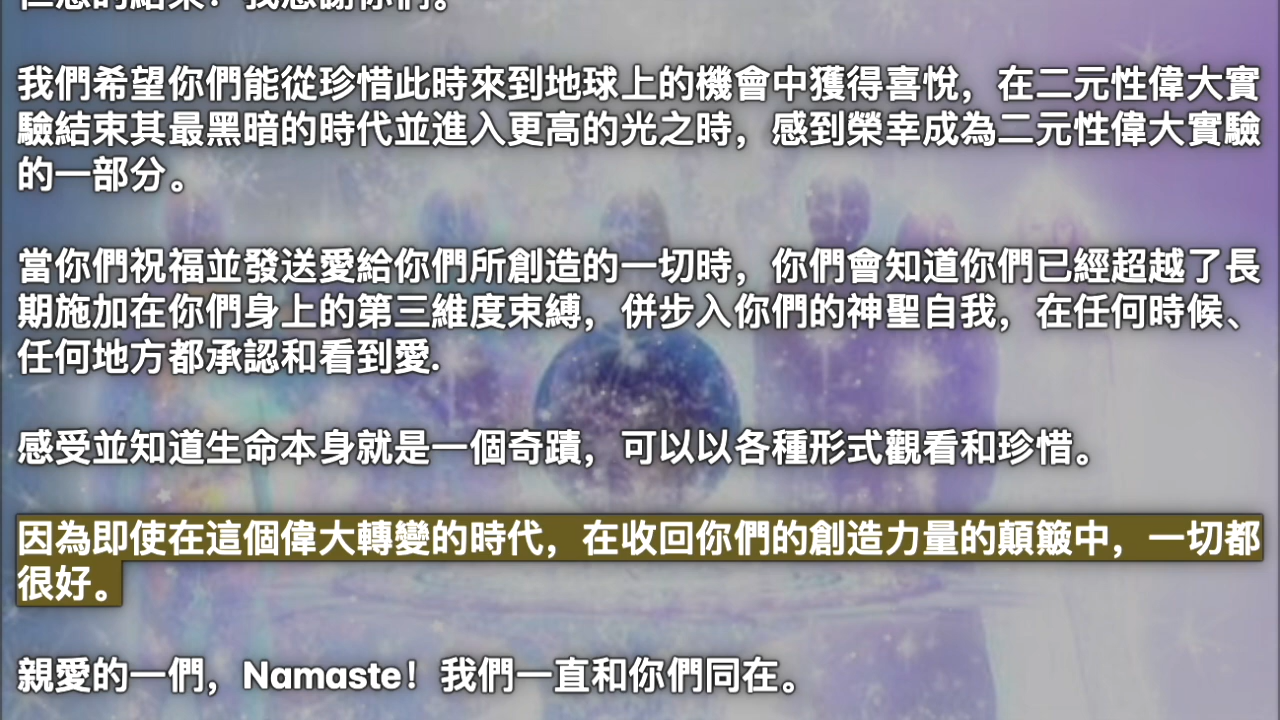 仁慈的結果！我感謝你們。
我們希望你們能從珍惜此時來到地球上的機會中獲得喜悅，在二元性偉大實
驗結束其最黑暗的時代並進入更高的光之時，感到榮幸成為二元性偉大實驗
的一部分。
當你們祝福並發送愛給你們所創造的一切時，你們會知道你們已經超越了長
期施加在你們身上的第三維度束縛，併步入你們的神聖自我，在任何時候、
任何地方都承認和看到愛.
感受並知道生命本身就是一個奇蹟，可以以各種形式觀看和珍惜。
因為即使在這個偉大轉變的時代，在收回你們的創造力量的顛簸中，一切都
很好。
親愛的一們，Namaste！我們一直和你們同在。